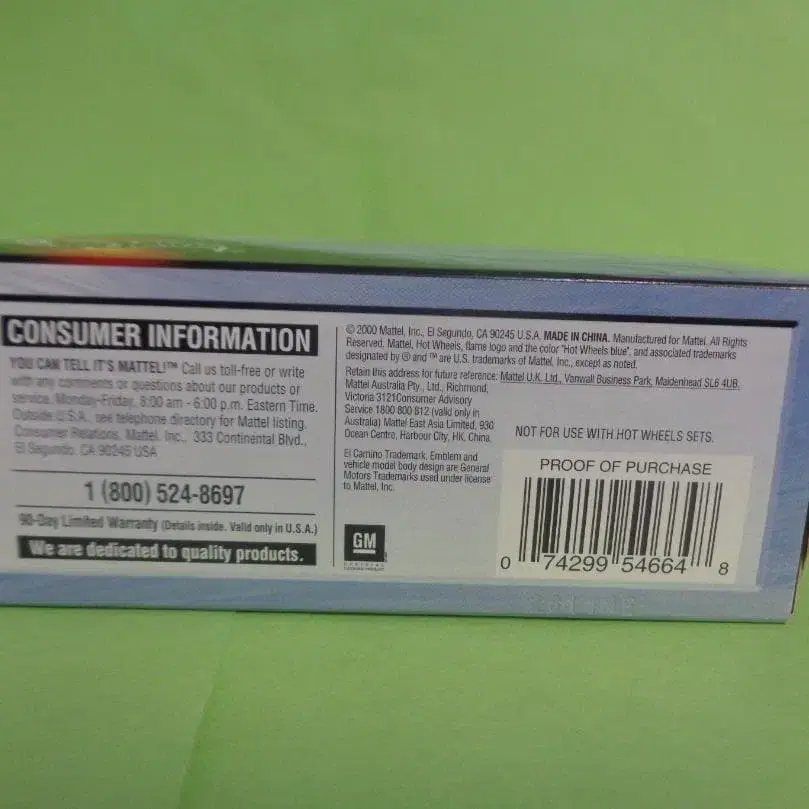 CONSUMER INFORMATION
YOU CAN TELL IT'S MATTEL!™ Call us toll-free or write
with any comments or questions about our products or
service. Monday-Friday, 8:00 am - 6:00 p.m. Eastern Time.
Outside U.S.A., see telephone directory for Mattel listing.
Consumer Relations, Mattel, Inc., 333 Continental Blvd.,
El Segundo, CA 90245 USA
1 (800) 524-8697
90-Day Limited Warranty (Details inside. Valid only in U.S.A.)
We are dedicated to quality products.
© 2000 Mattel, Inc., El Segundo, CA 90245 U.S.A. MADE IN CHINA. Manufactured for Mattel. All Rights
Reserved. Mattel, Hot Wheels, flame logo and the color "Hot Wheels blue", and associated trademarks
designated by ® and ™ are U.S. trademarks of Mattel, Inc., except as noted.
Retain this address for future reference: Mattel U.K. Ltd., Vanwall Business Park, Maidenhead SL6 4UB.
Mattel Australia Pty., Ltd., Richmond,
Victoria 3121Consumer Advisory
Service 1800 800 812 (valid only in
Australia) Mattel East Asia Limited, 930
Ocean Centre, Harbour City, HK, China.
El Camino Trademark, Emblem and
vehicle model body design are General
Motors Trademarks used under license
to Mattel, Inc.
GM
NOT FOR USE WITH HOT WHEELS SETS.
PROOF OF PURCHASE
0 74299 54664 8